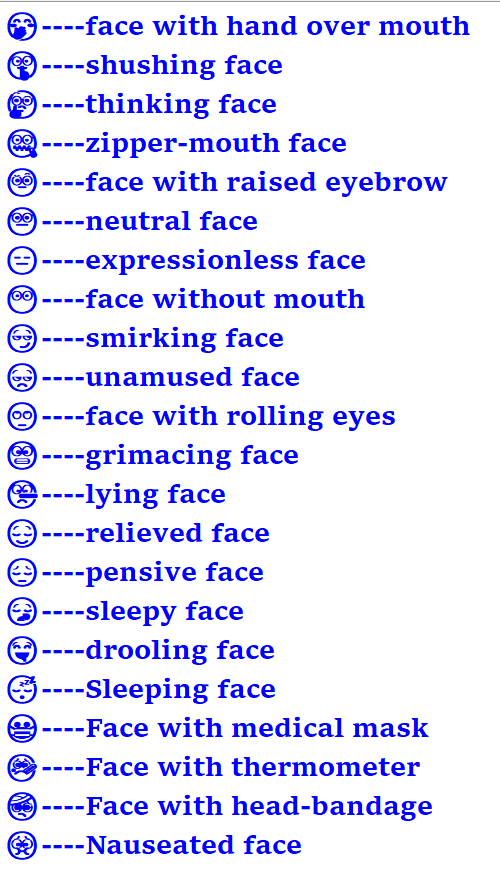 🤭----face with hand over mouth
🤫----shushing face
🤔----thinking face
🤐----zipper-mouth face
🤨----face with raised eyebrow
😐----neutral face
😑----expressionless face
😶----face without mouth
😏----smirking face
😒----unamused face
🙄----face with rolling eyes
😬----grimacing face
🤥----lying face
😌----relieved face
😔----pensive face
😪----sleepy face
🤤----drooling face
😴----Sleeping face
😷----Face with medical mask
🤒----Face with thermometer
🤕----Face with head-bandage
🤢----Nauseated face